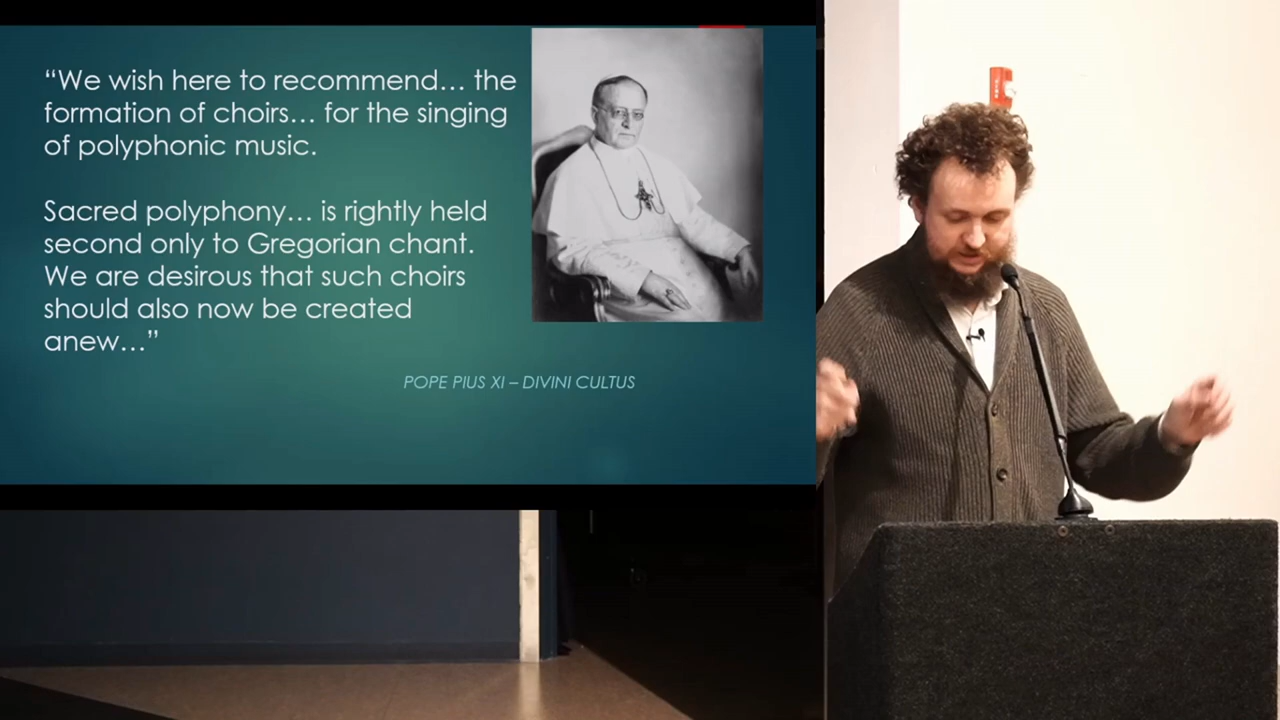 “We wish here to recommend… the
formation of choirs… for the singing
of polyphonic music.
Sacred polyphony… is rightly held
second only to Gregorian chant.
We are desirous that such choirs
should also now be created
anew…”
POPE PIUS XI – DIVINI CULTUS